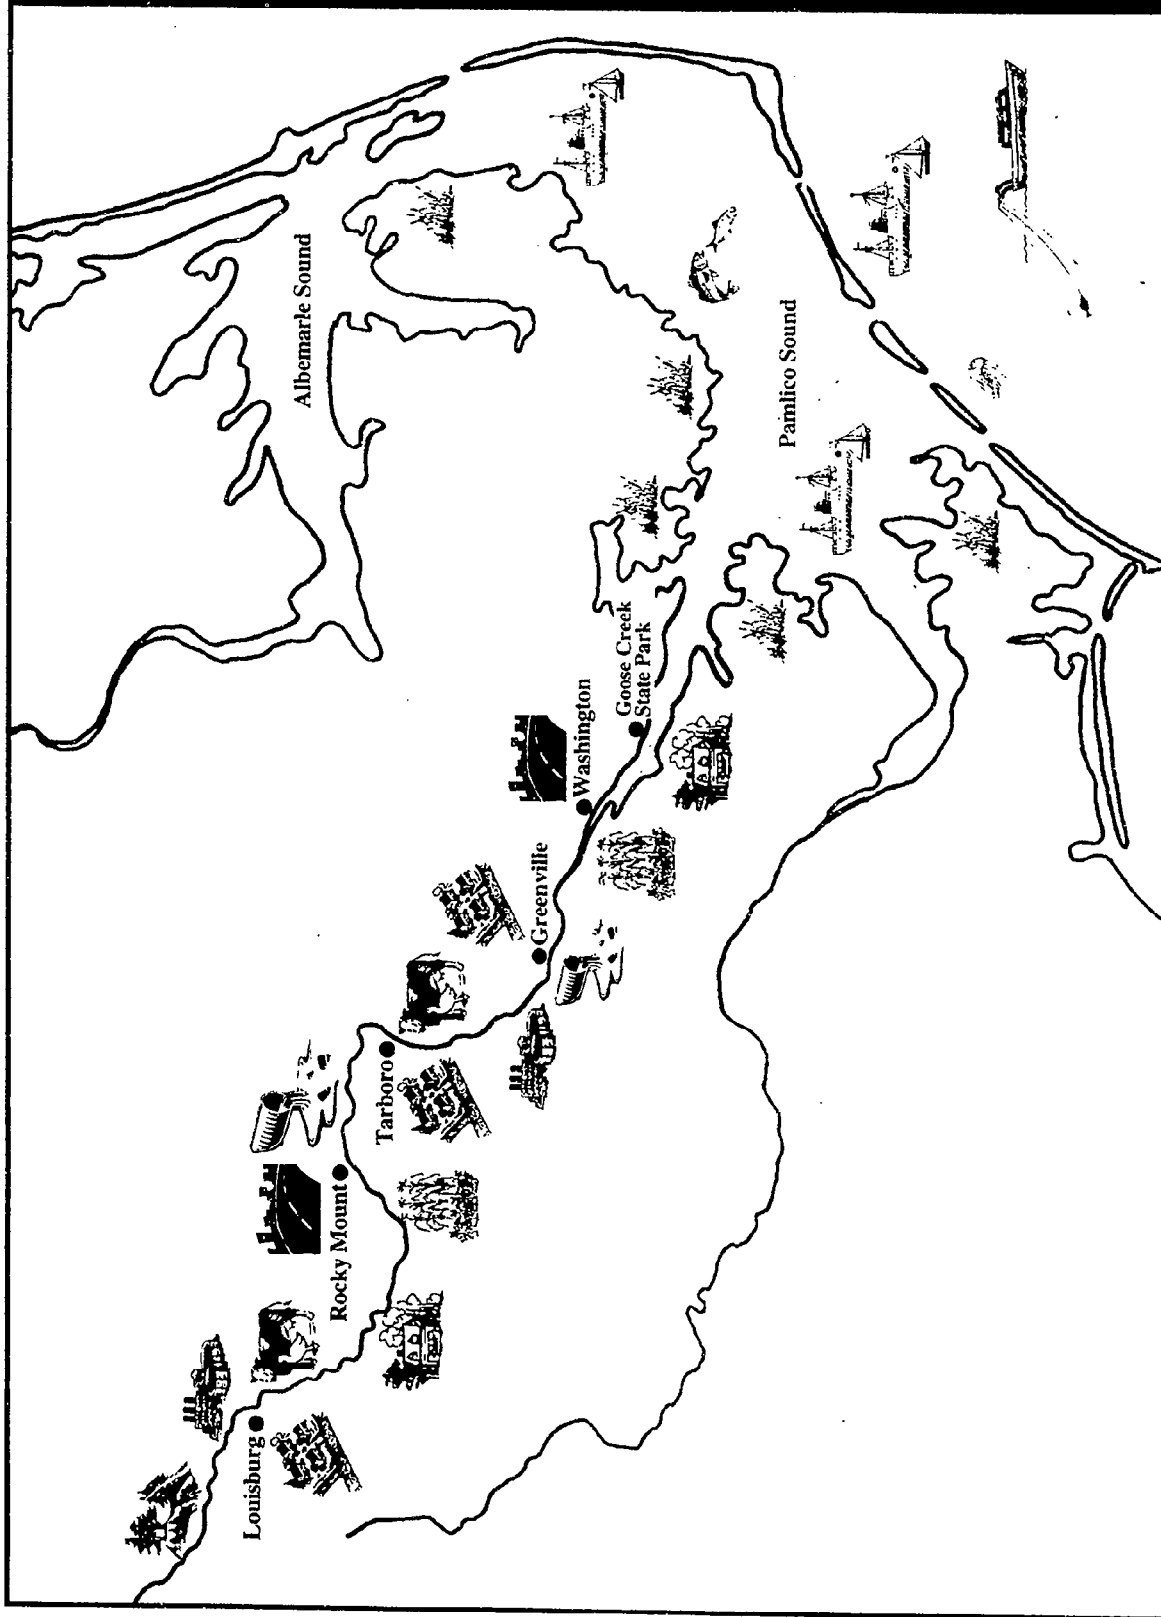 Albemarle Sound
Pamlico Sound
Goose Creek
State Park
Washington
Greenville
Tarboro
Rocky Mount
Louisburg